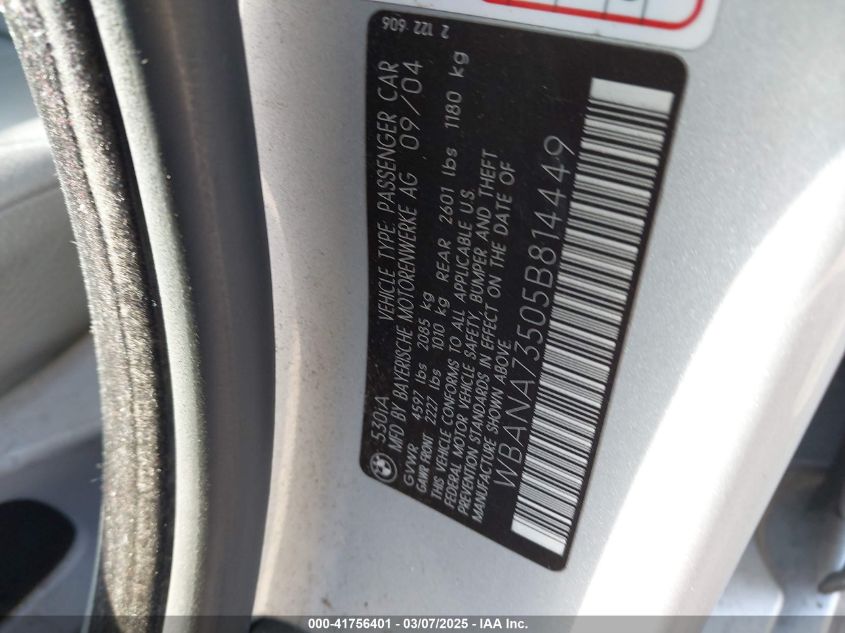 530iA VEHICLE TYPE PASSENGER CAR
MFD BY BAYERISCHE MOTORENWERKE AG 09/04
GVWR 4597 lbs 2085 kg
GAWR FRONT 2227 lbs 1010 kg REAR 2601 lbs 1180 kg
THIS VEHICLE CONFORMS TO ALL APPLICABLE U.S.
FEDERAL MOTOR VEHICLE SAFETY, BUMPER, AND THEFT
PREVENTION STANDARDS IN EFFECT ON THE DATE OF
MANUFACTURE SHOWN ABOVE.
WBANA73505B814449
2 122 606
000-41756401 - 03/07/2025 - IAA Inc.